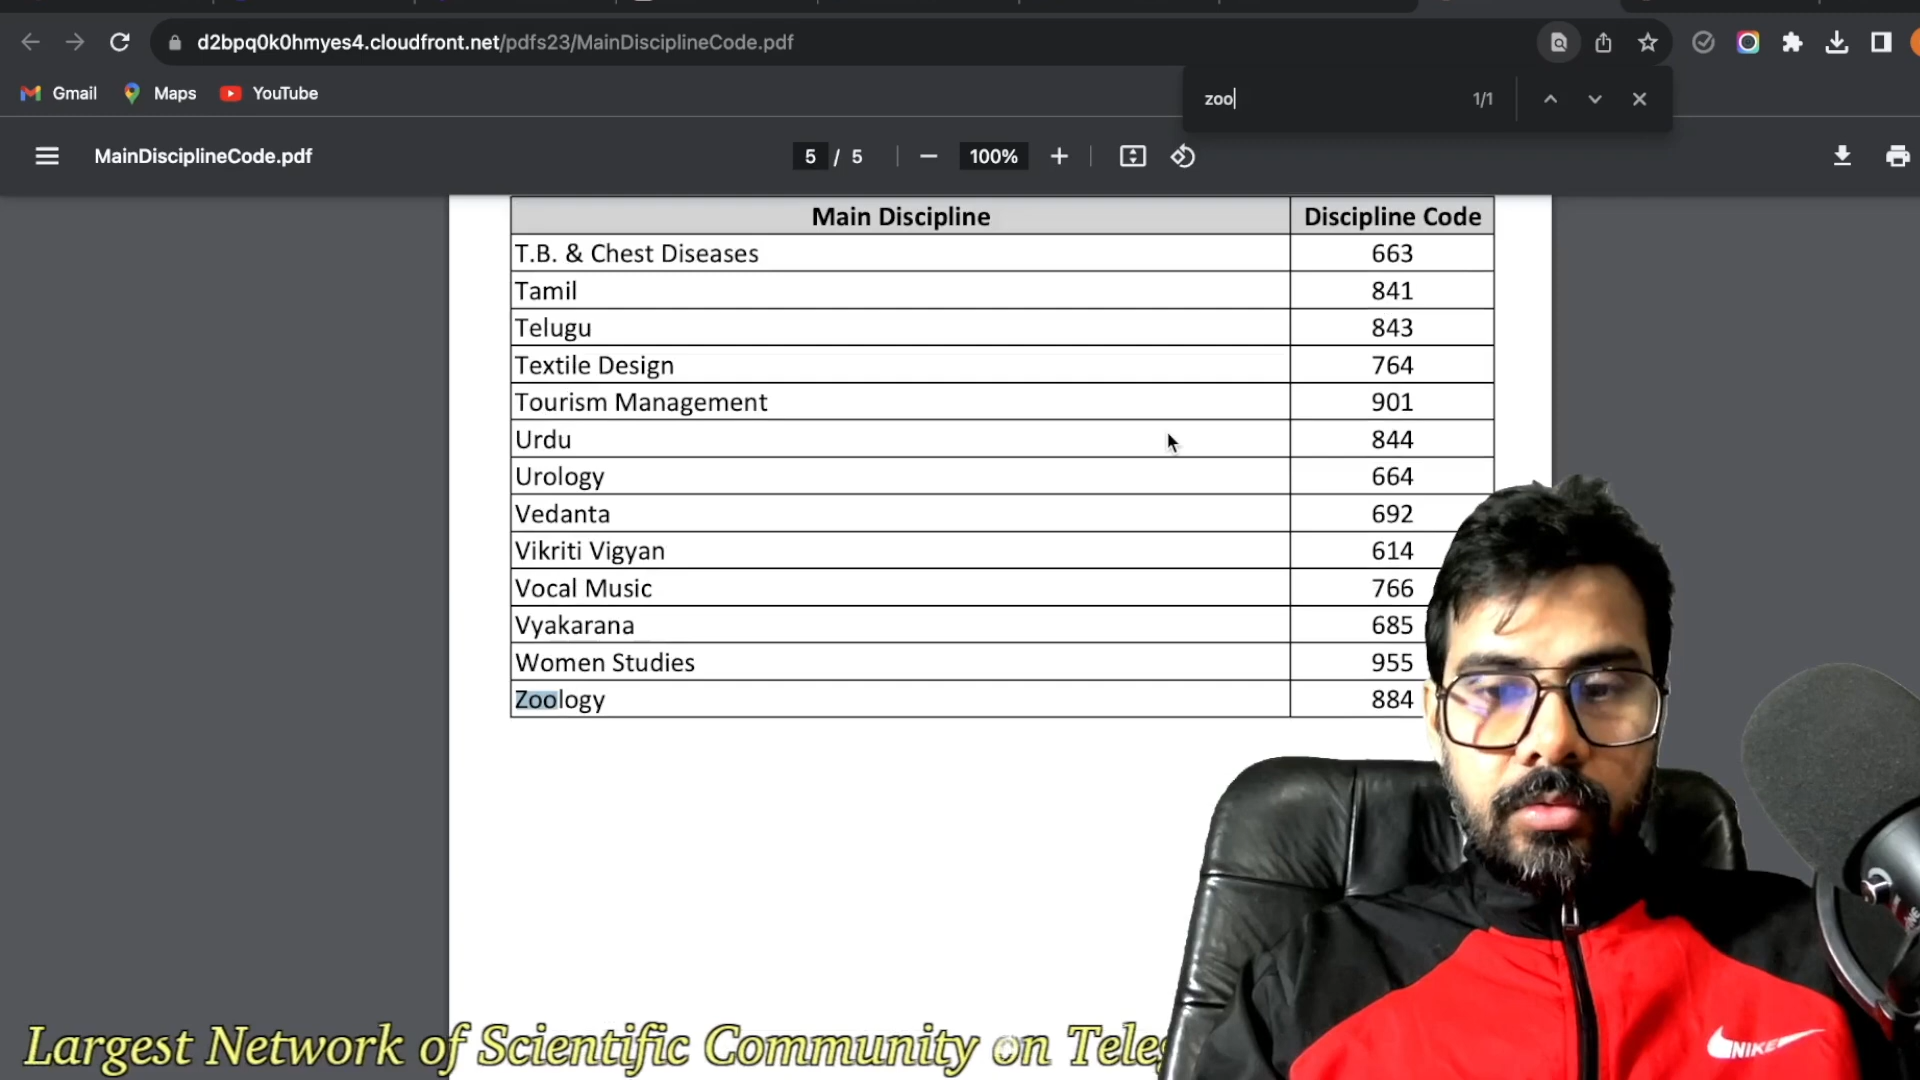 d2bpq0k0hmyes4.cloudfront.net/pdfs23/MainDisciplineCode.pdf
Gmail Maps YouTube
zoo 1/1
MainDisciplineCode.pdf 5 / 5 100%
Main Discipline Discipline Code
T.B. & Chest Diseases 663
Tamil 841
Telugu 843
Textile Design 764
Tourism Management 901
Urdu 844
Urology 664
Vedanta 692
Vikriti Vigyan 614
Vocal Music 766
Vyakarana 685
Women Studies 955
Zoology 884
NIKE
Largest Network of Scientific Community on Teleg